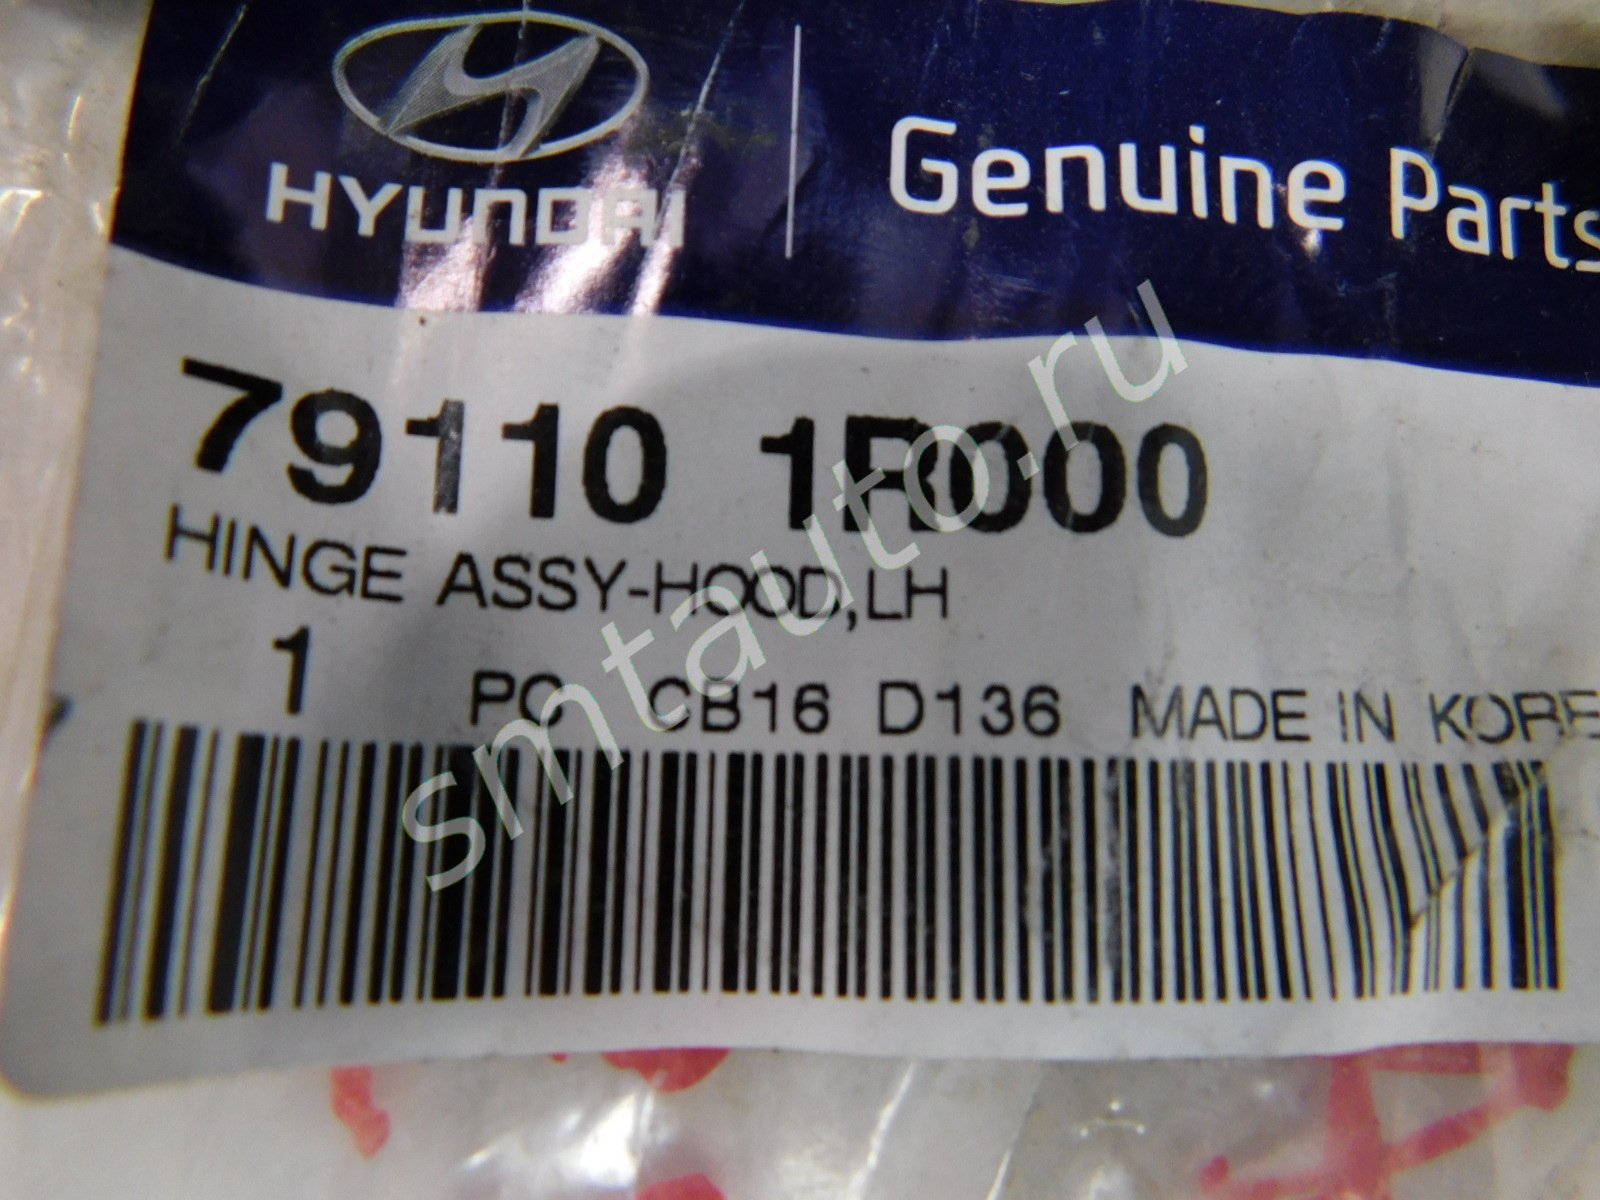 HYUNDAI
Genuine Parts
79110 1R000
HINGE ASSY-HOOD,LH
1 PC CB16 D136 MADE IN KORE
smtauto.ru